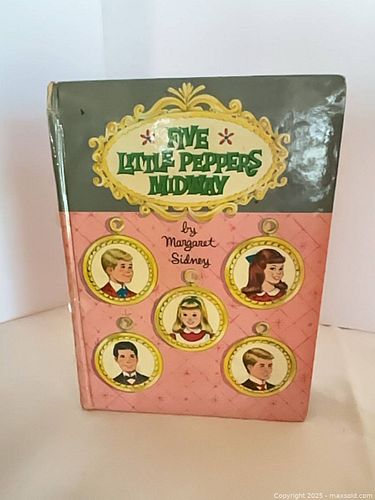 FIVE
LITTLE PEPPERS
MIDWAY
by
Margaret
Sidney
Copyright 2025 - maxsold.com